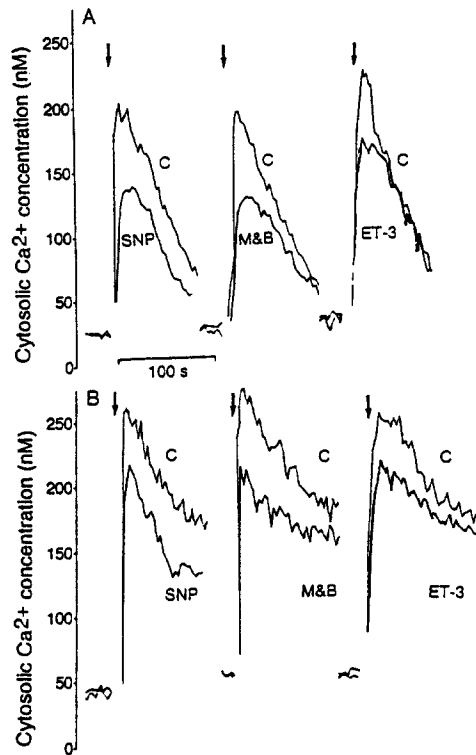 A
Cytosolic Ca2+ concentration (nM)
250
200
150
100
50
0
C
SNP
C
M&B
C
ET-3
100 s
B
Cytosolic Ca2+ concentration (nM)
250
200
150
100
50
0
C
SNP
C
M&B
C
ET-3